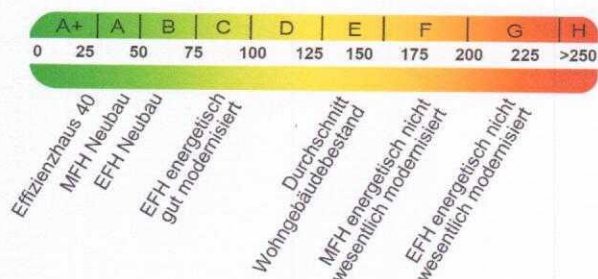 A+ A B C D E F G H
0 25 50 75 100 125 150 175 200 225 >250
Effizienzhaus 40
MFH Neubau
EFH Neubau
EFH energetisch
gut modernisiert
Durchschnitt
Wohngebäudebestand
MFH energetisch nicht
wesentlich modernisiert
EFH energetisch nicht
wesentlich modernisiert